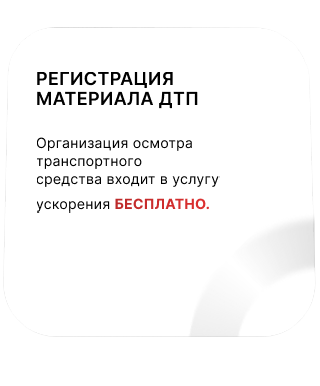 РЕГИСТРАЦИЯ
МАТЕРИАЛА ДТП
Организация осмотра
транспортного
средства входит в услугу
ускорения БЕСПЛАТНО.